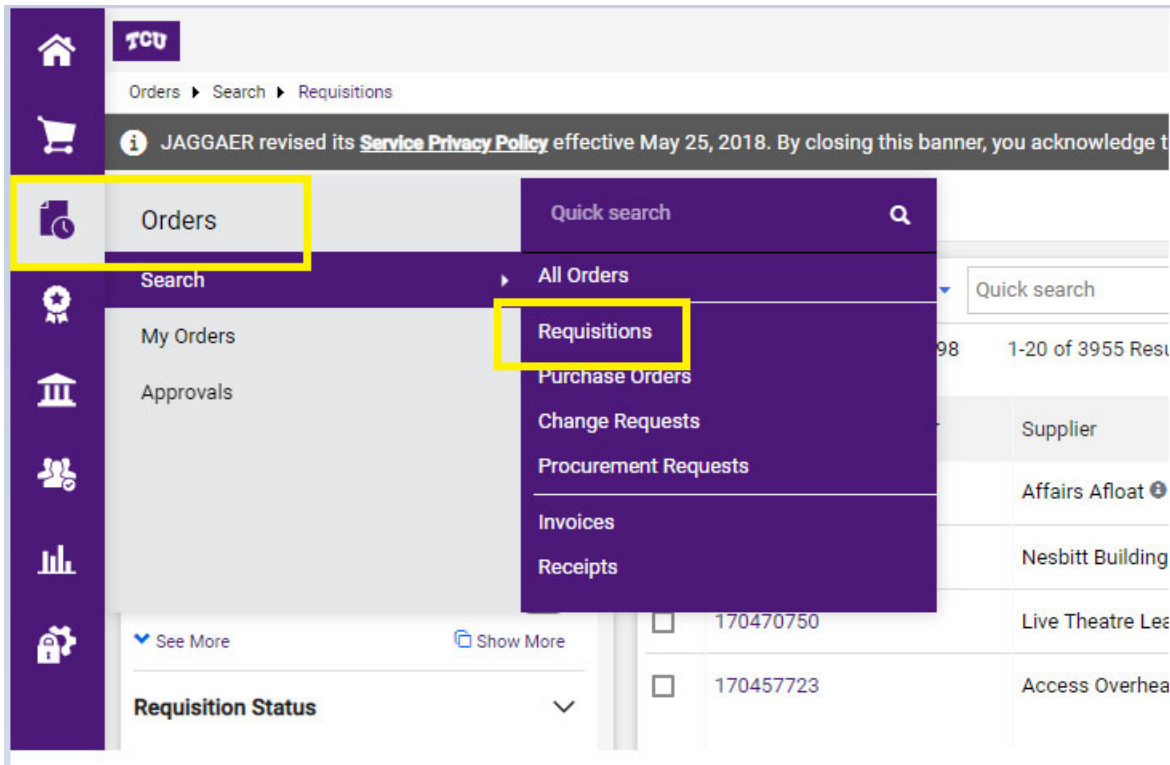 TCU
Orders ▸ Search ▸ Requisitions
JAGGAER revised its Service Privacy Policy effective May 25, 2018. By closing this banner, you acknowledge t
Orders
Search
My Orders
Approvals
Quick search
All Orders
Requisitions
Purchase Orders
Change Requests
Procurement Requests
Invoices
Receipts
Quick search
98 1-20 of 3955 Resu
Supplier
Affairs Afloat
Nesbitt Building
170470750 Live Theatre Lea
170457723 Access Overhea
See More Show More
Requisition Status